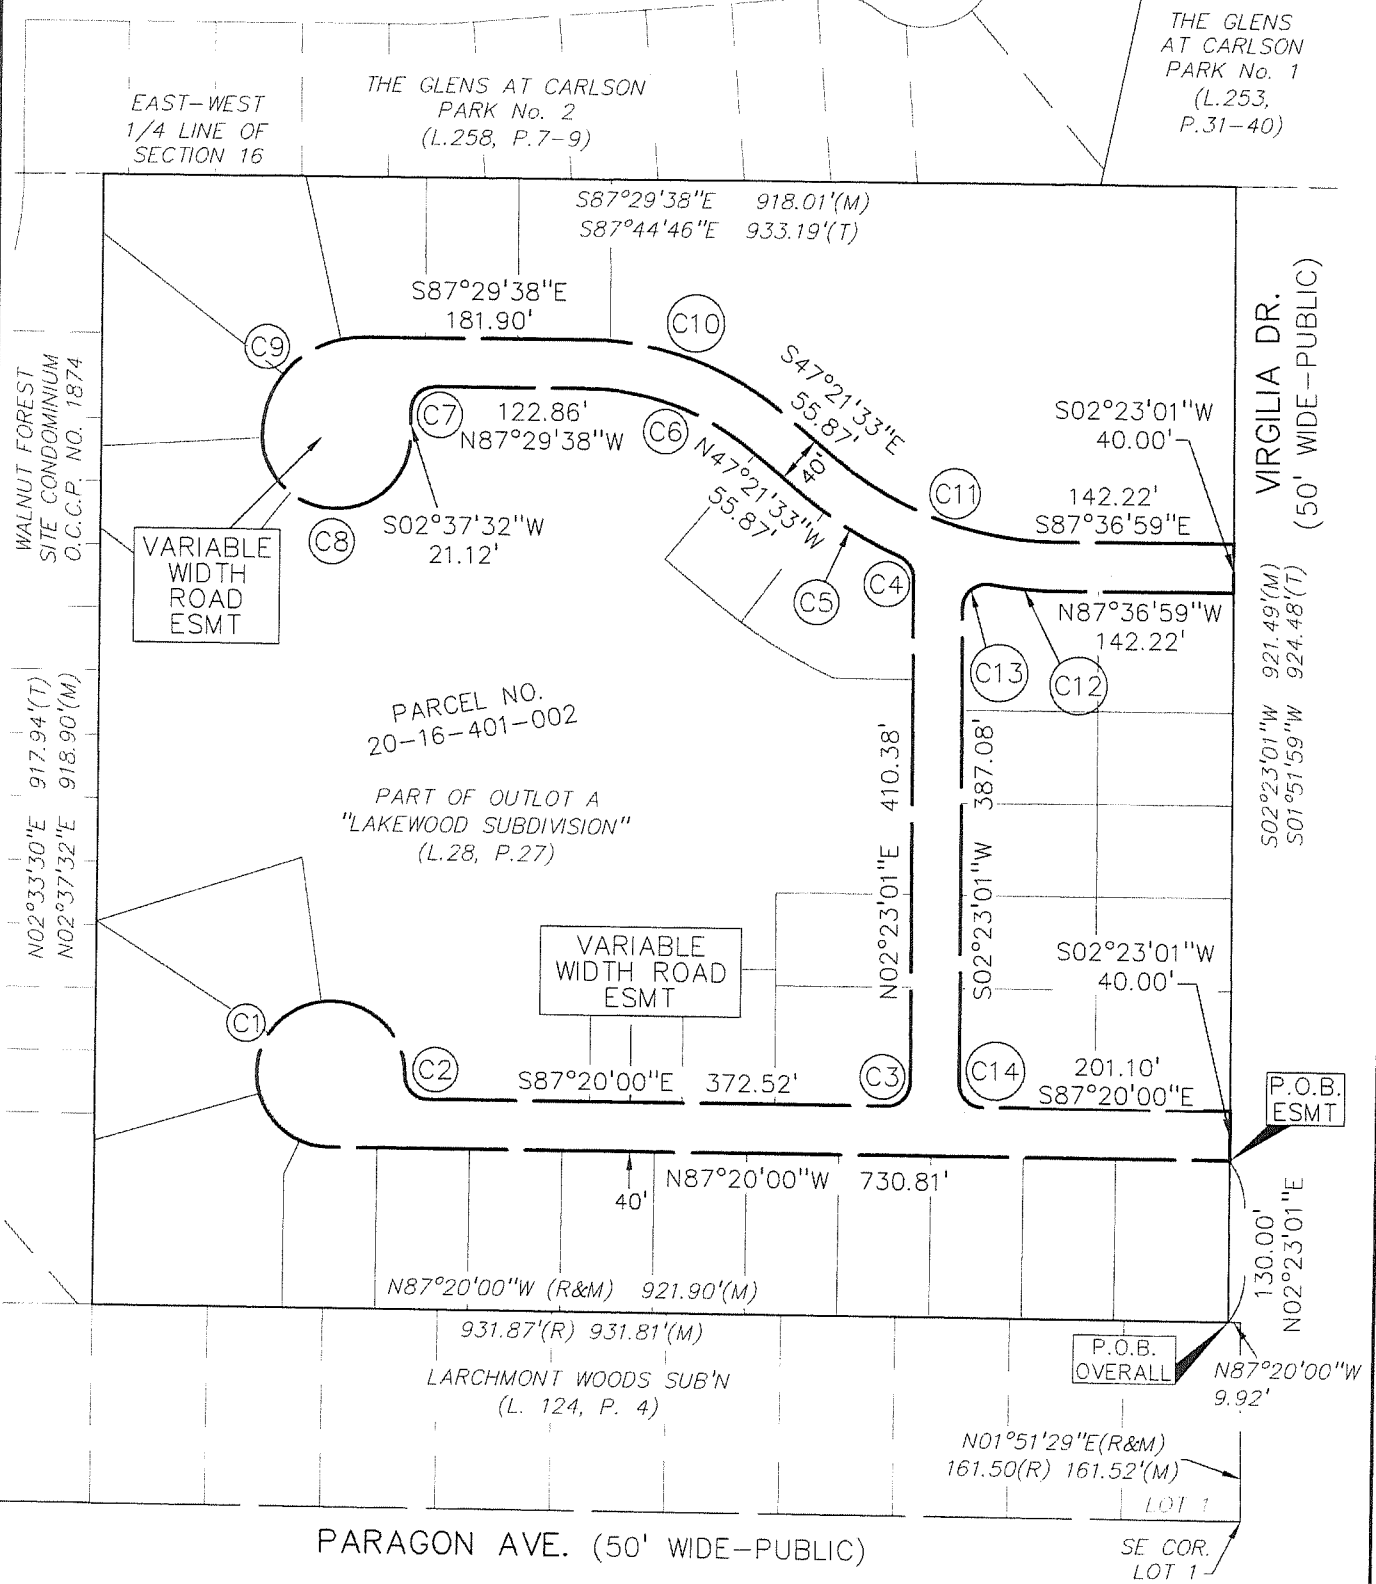 THE GLENS
AT CARLSON
PARK No. 1
(L.253,
P.31-40)
THE GLENS AT CARLSON
PARK No. 2
(L.258, P.7-9)
EAST-WEST
1/4 LINE OF
SECTION 16
S87°29'38"E 918.01'(M)
S87°44'46"E 933.19'(T)
S87°29'38"E
181.90'
C10
C9
C7
122.86'
N87°29'38"W
C6
S47°21'33"E
55.87'
40'
N47°21'33"W
55.87'
S02°23'01"W
40.00'
VIRGILIA DR.
(50' WIDE-PUBLIC)
WALNUT FOREST
SITE CONDOMINIUM
O.C.C.P. NO. 1874
C11
142.22'
S87°36'59"E
C8
S02°37'32"W
21.12'
VARIABLE
WIDTH
ROAD
ESMT
C4
C5
N87°36'59"W
142.22'
C13
C12
921.49'(M)
924.48'(T)
S02°23'01"W
S01°51'59"W
PARCEL NO.
20-16-401-002
N02°33'30"E 917.94'(T)
N02°37'32"E 918.90'(M)
PART OF OUTLOT A
"LAKEWOOD SUBDIVISION"
(L.28, P.27)
N02°23'01"E 410.38'
S02°23'01"W 387.08'
VARIABLE
WIDTH ROAD
ESMT
S02°23'01"W
40.00'
C1
C2
S87°20'00"E 372.52'
C3
C14
201.10'
S87°20'00"E
P.O.B.
ESMT
40'
N87°20'00"W 730.81'
130.00'
N02°23'01"E
N87°20'00"W (R&M) 921.90'(M)
931.87'(R) 931.81'(M)
P.O.B.
OVERALL
N87°20'00"W
9.92'
LARCHMONT WOODS SUB'N
(L. 124, P. 4)
N01°51'29"E(R&M)
161.50(R) 161.52'(M)
LOT 1
PARAGON AVE. (50' WIDE-PUBLIC)
SE COR.
LOT 1